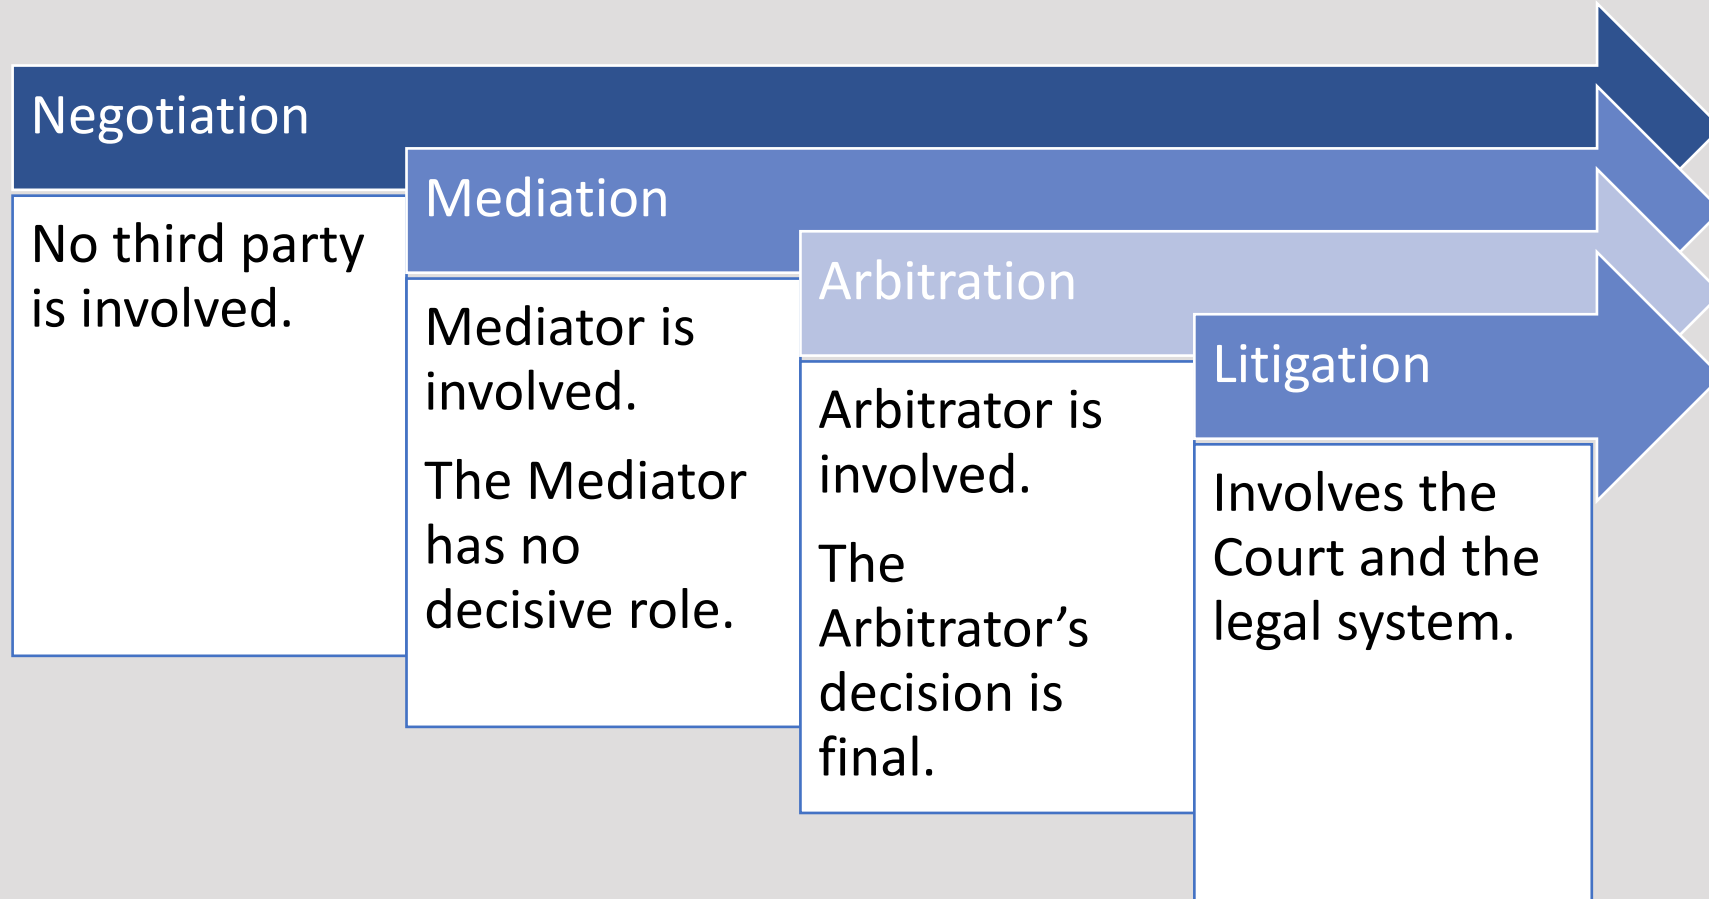 Negotiation
No third party
is involved.
Mediation
Mediator is
involved.
The Mediator
has no
decisive role.
Arbitration
Arbitrator is
involved.
The
Arbitrator’s
decision is
final.
Litigation
Involves the
Court and the
legal system.